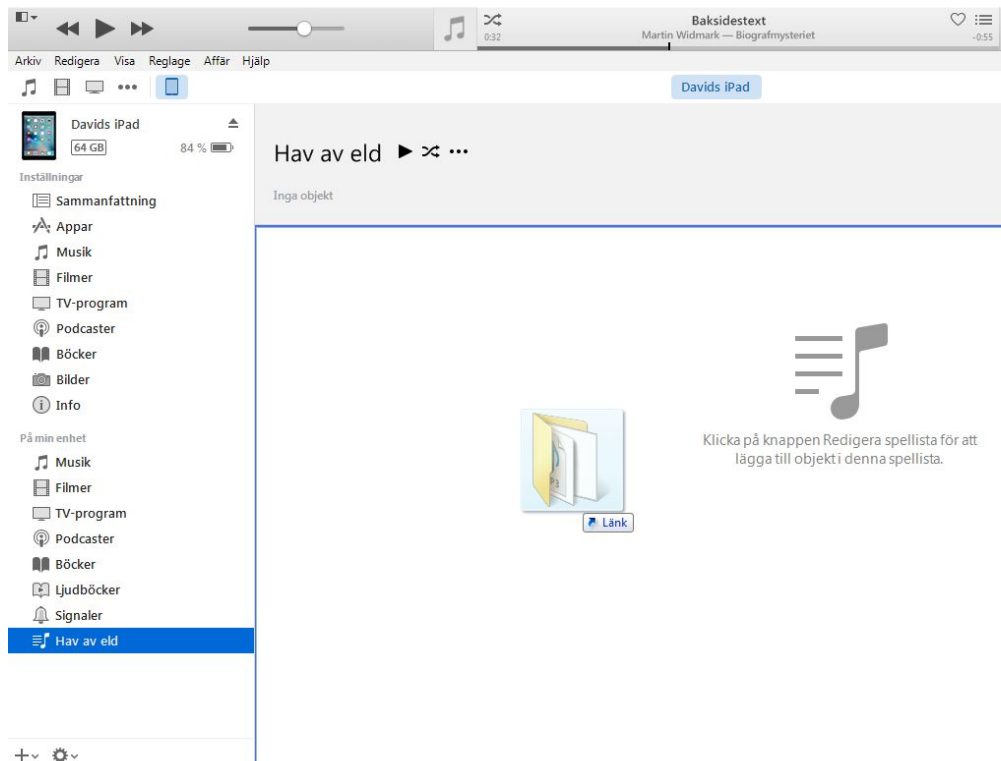 Baksidestext
0:32
Martin Widmark — Biografmysteriet
-0:55
Arkiv Redigera Visa Reglage Affär Hjälp
Davids iPad
Davids iPad
64 GB
84 %
Hav av eld
Inställningar
Inga objekt
Sammanfattning
Appar
Musik
Filmer
TV-program
Podcaster
Böcker
Bilder
Info
På min enhet
Musik
Filmer
TV-program
Podcaster
Böcker
Ljudböcker
Signaler
Hav av eld
Klicka på knappen Redigera spellista för att
lägga till objekt i denna spellista.
P3
Länk